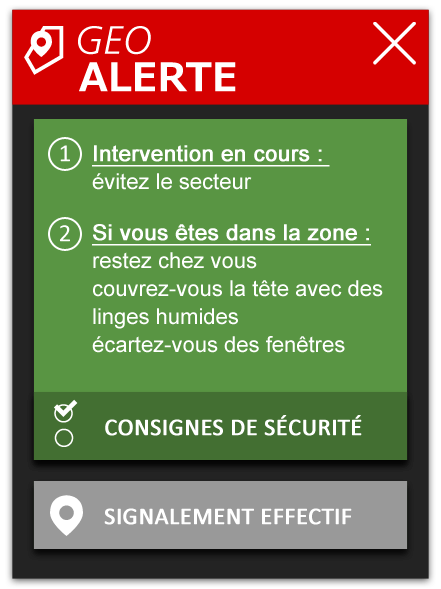 GEO
ALERTE
1 Intervention en cours :
évitez le secteur
2 Si vous êtes dans la zone :
restez chez vous
couvrez-vous la tête avec des
linges humides
écartez-vous des fenêtres
CONSIGNES DE SÉCURITÉ
SIGNALEMENT EFFECTIF